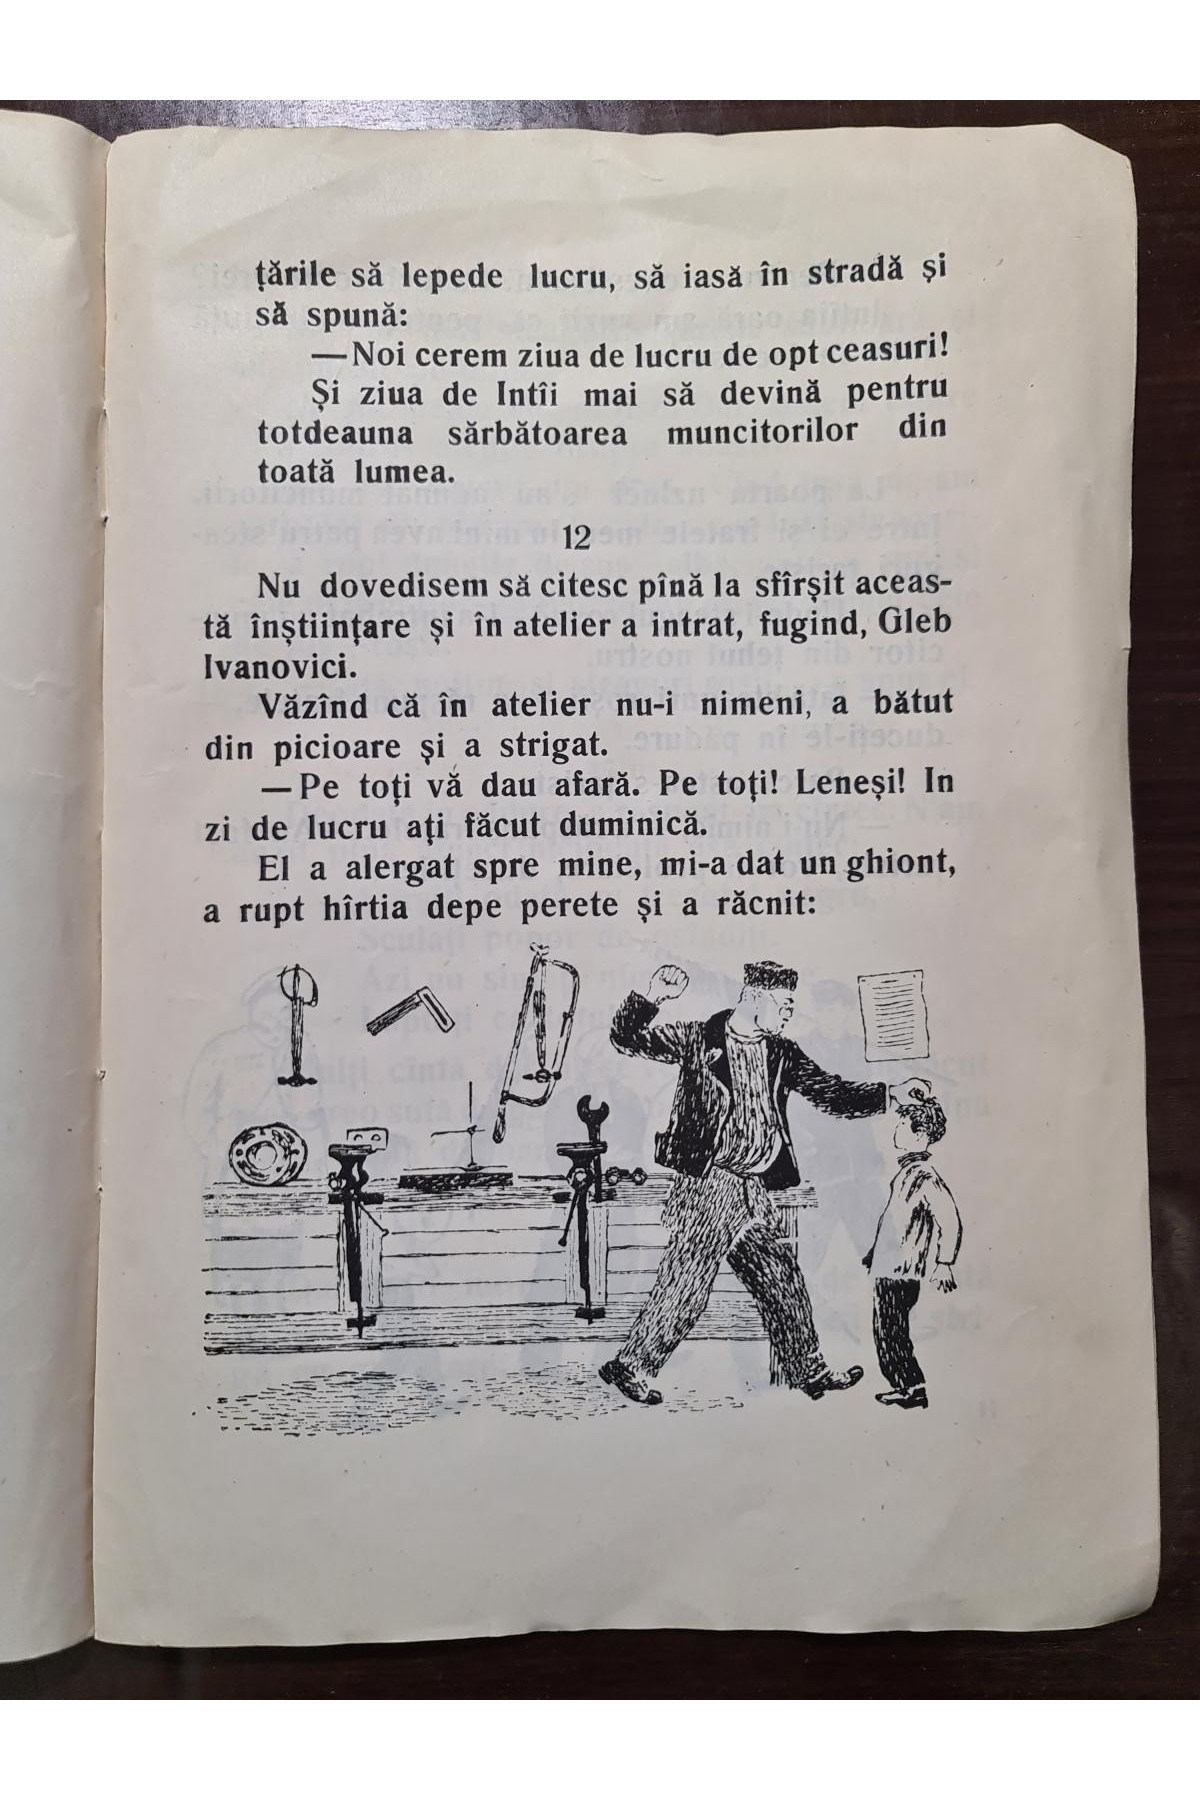 țările să lepede lucru, să iasă în stradă și
să spună:
— Noi cerem ziua de lucru de opt ceasuri!
Și ziua de Intîi mai să devină pentru
totdeauna sărbătoarea muncitorilor din
toată lumea.
12
Nu dovedisem să citesc pînă la sfîrșit aceas-
tă înștiințare și în atelier a intrat, fugind, Gleb
Ivanovici.
Văzînd că în atelier nu-i nimeni, a bătut
din picioare și a strigat.
— Pe toți vă dau afară. Pe toți! Leneși! In
zi de lucru ați făcut duminică.
El a alergat spre mine, mi-a dat un ghiont,
a rupt hîrtia depe perete și a răcnit: